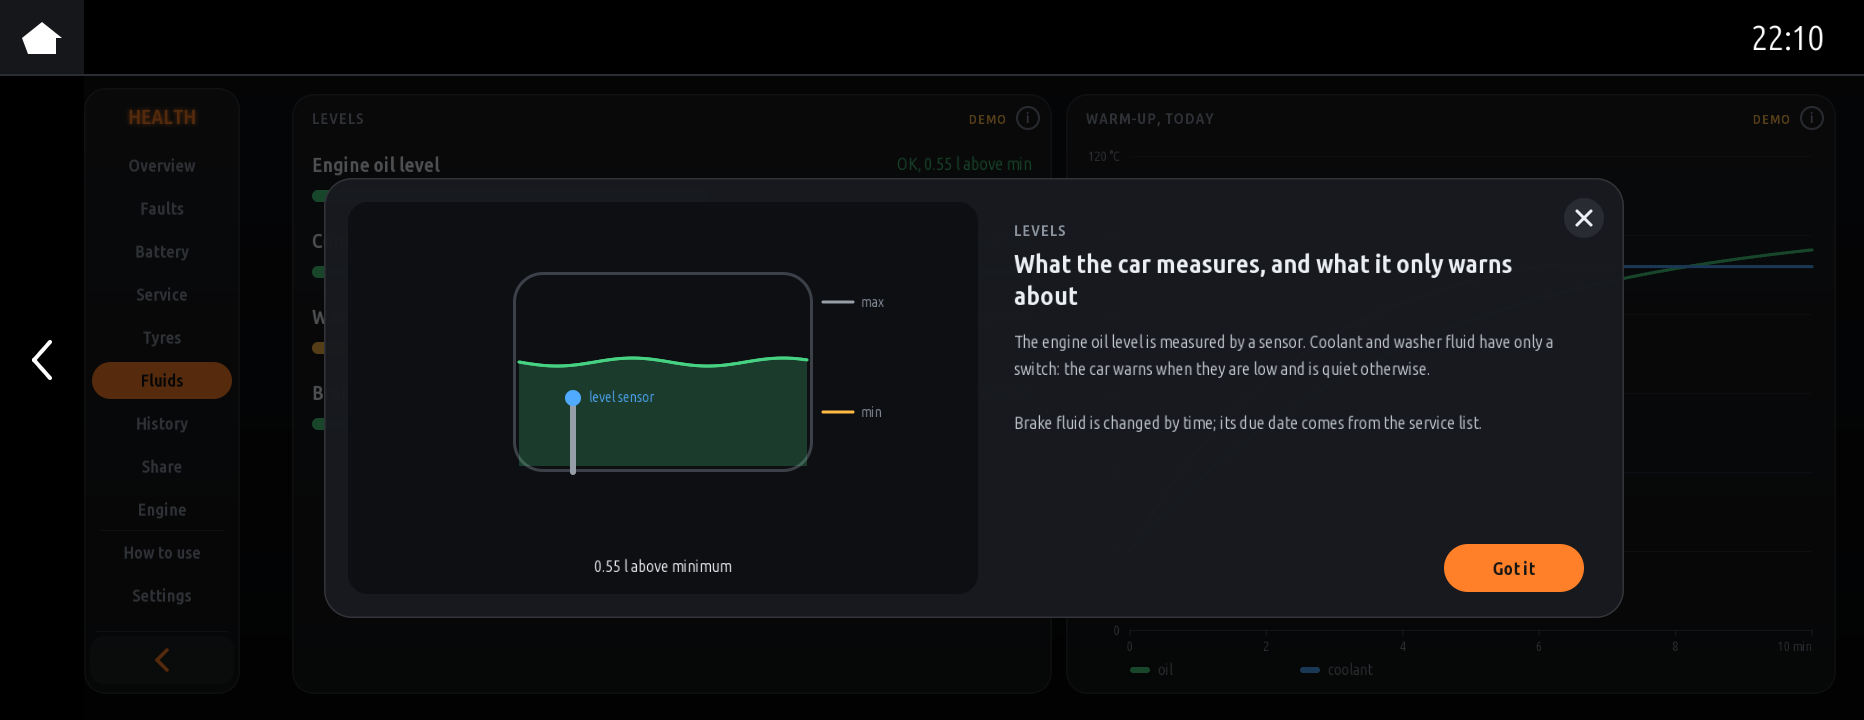 22:10
HEALTH
Overview
Faults
Battery
Service
Tyres
Fluids
History
Share
Engine
How to use
Settings
LEVELS
DEMO
i
Engine oil level
OK, 0.55 l above min
WARM-UP, TODAY
DEMO
i
120 °C
0
0
2
4
6
8
10 min
oil
coolant
max
level sensor
min
0.55 l above minimum
LEVELS
What the car measures, and what it only warns
about
The engine oil level is measured by a sensor. Coolant and washer fluid have only a
switch: the car warns when they are low and is quiet otherwise.
Brake fluid is changed by time; its due date comes from the service list.
Got it